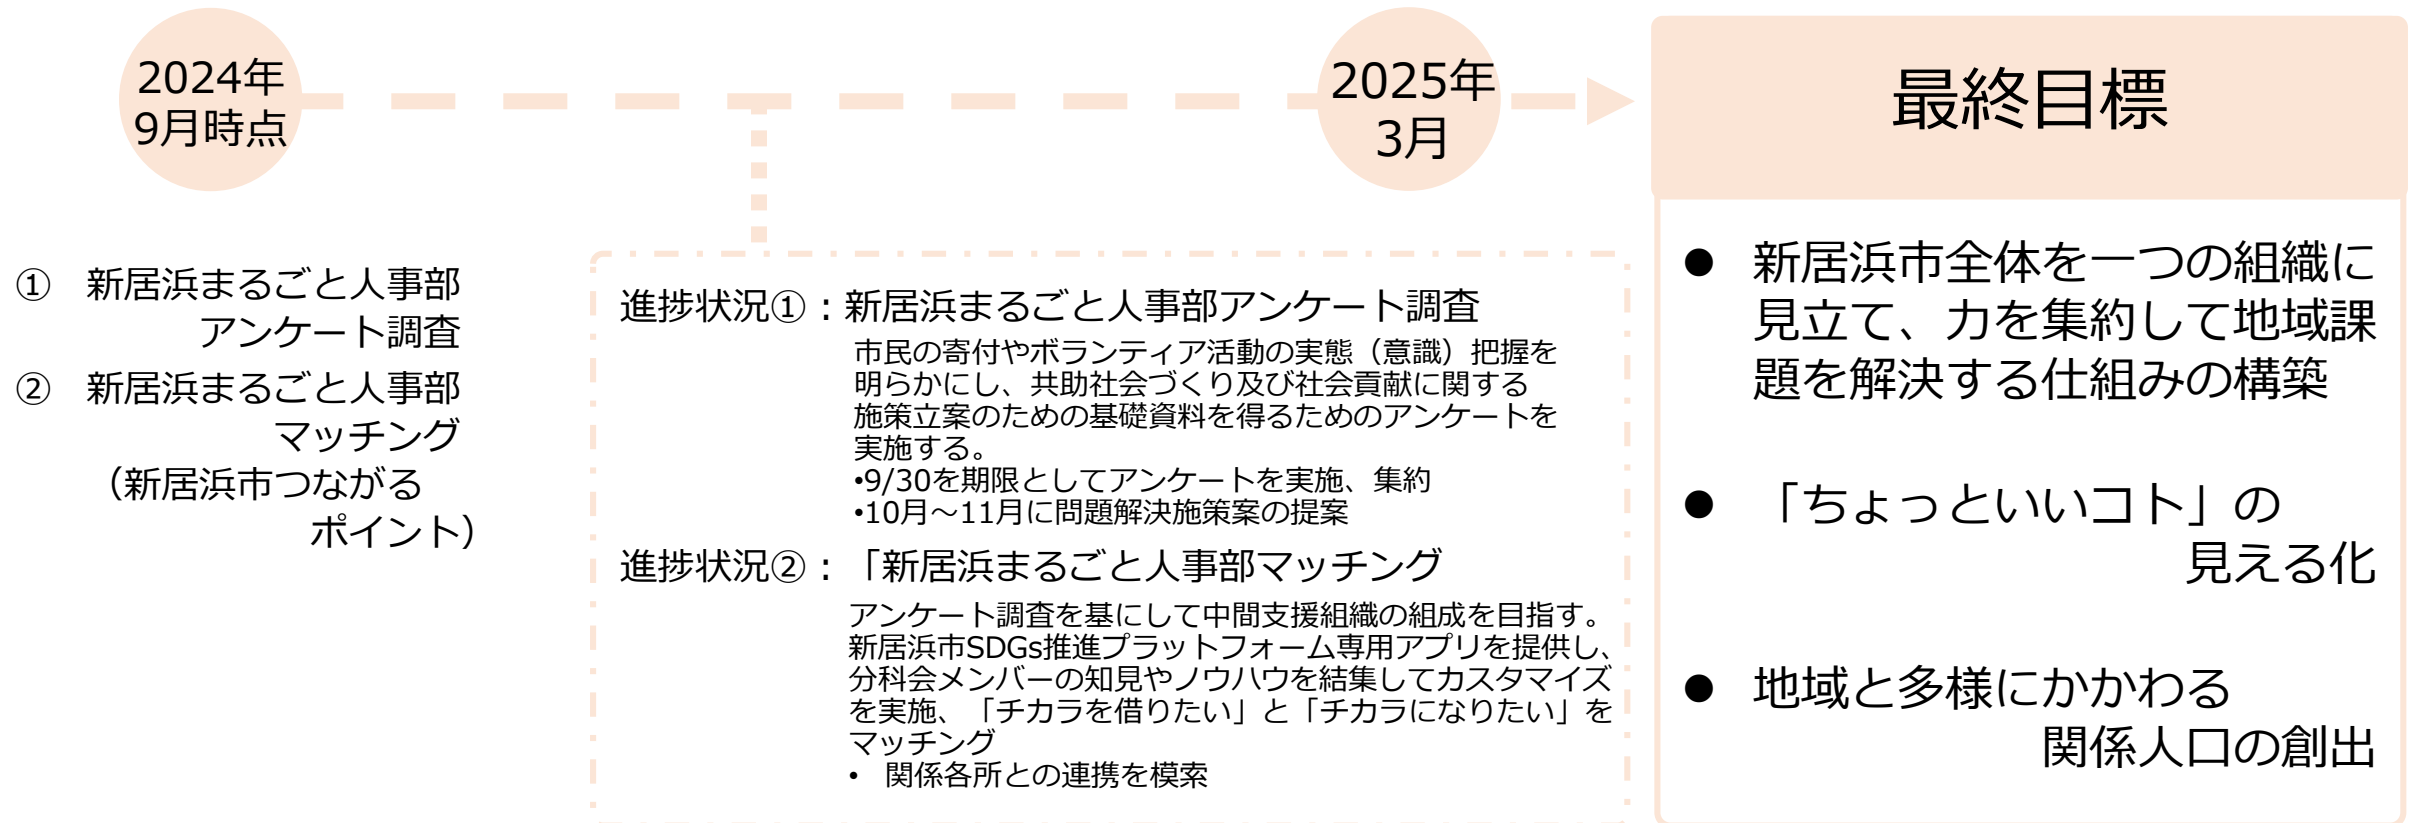 2024年
9月時点
2025年
3月
最終目標
① 新居浜まるごと人事部
アンケート調査
② 新居浜まるごと人事部
マッチング
（新居浜市つながる
ポイント）
進捗状況①：新居浜まるごと人事部アンケート調査
市民の寄付やボランティア活動の実態（意識）把握を
明らかにし、共助社会づくり及び社会貢献に関する
施策立案のための基礎資料を得るためのアンケートを
実施する。
•9/30を期限としてアンケートを実施、集約
•10月～11月に問題解決施策案の提案
進捗状況②：「新居浜まるごと人事部マッチング
アンケート調査を基にして中間支援組織の組成を目指す。
新居浜市SDGs推進プラットフォーム専用アプリを提供し、
分科会メンバーの知見やノウハウを結集してカスタマイズ
を実施、「チカラを借りたい」と「チカラになりたい」を
マッチング
• 関係各所との連携を模索
● 新居浜市全体を一つの組織に
見立て、力を集約して地域課
題を解決する仕組みの構築
● 「ちょっといいコト」の
見える化
● 地域と多様にかかわる
関係人口の創出